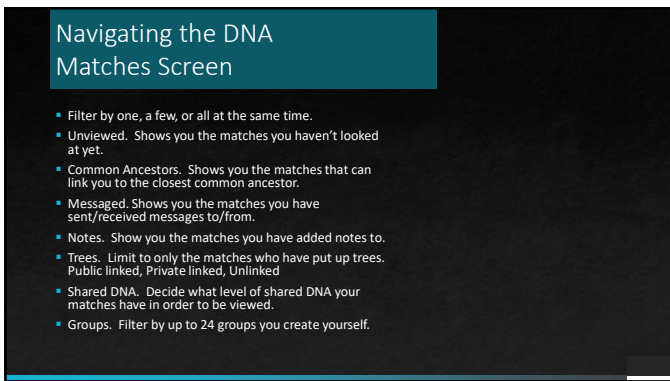 Navigating the DNA
Matches Screen
▪ Filter by one, a few, or all at the same time.
▪ Unviewed.  Shows you the matches you haven't looked
at yet.
▪ Common Ancestors.  Shows you the matches that can
link you to the closest common ancestor.
▪ Messaged. Shows you the matches you have
sent/received messages to/from.
▪ Notes.  Show you the matches you have added notes to.
▪ Trees.  Limit to only the matches who have put up trees.
Public linked, Private linked, Unlinked
▪ Shared DNA.  Decide what level of shared DNA your
matches have in order to be viewed.
▪ Groups.  Filter by up to 24 groups you create yourself.